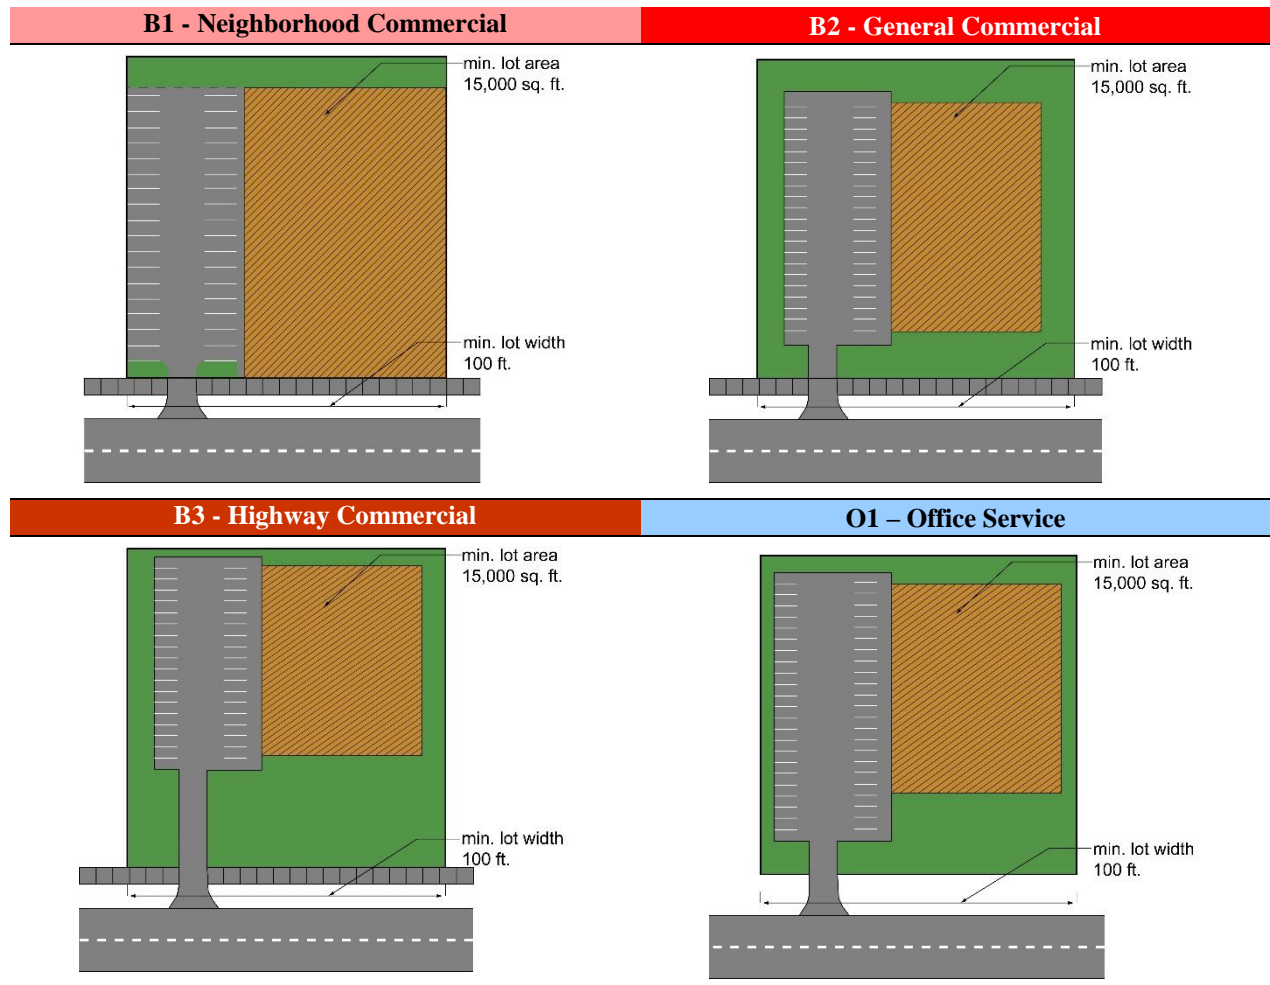 B1 - Neighborhood Commercial
B2 - General Commercial
min. lot area
15,000 sq. ft.
min. lot width
100 ft.
min. lot area
15,000 sq. ft.
min. lot width
100 ft.
B3 - Highway Commercial
O1 – Office Service
min. lot area
15,000 sq. ft.
min. lot width
100 ft.
min. lot area
15,000 sq. ft.
min. lot width
100 ft.